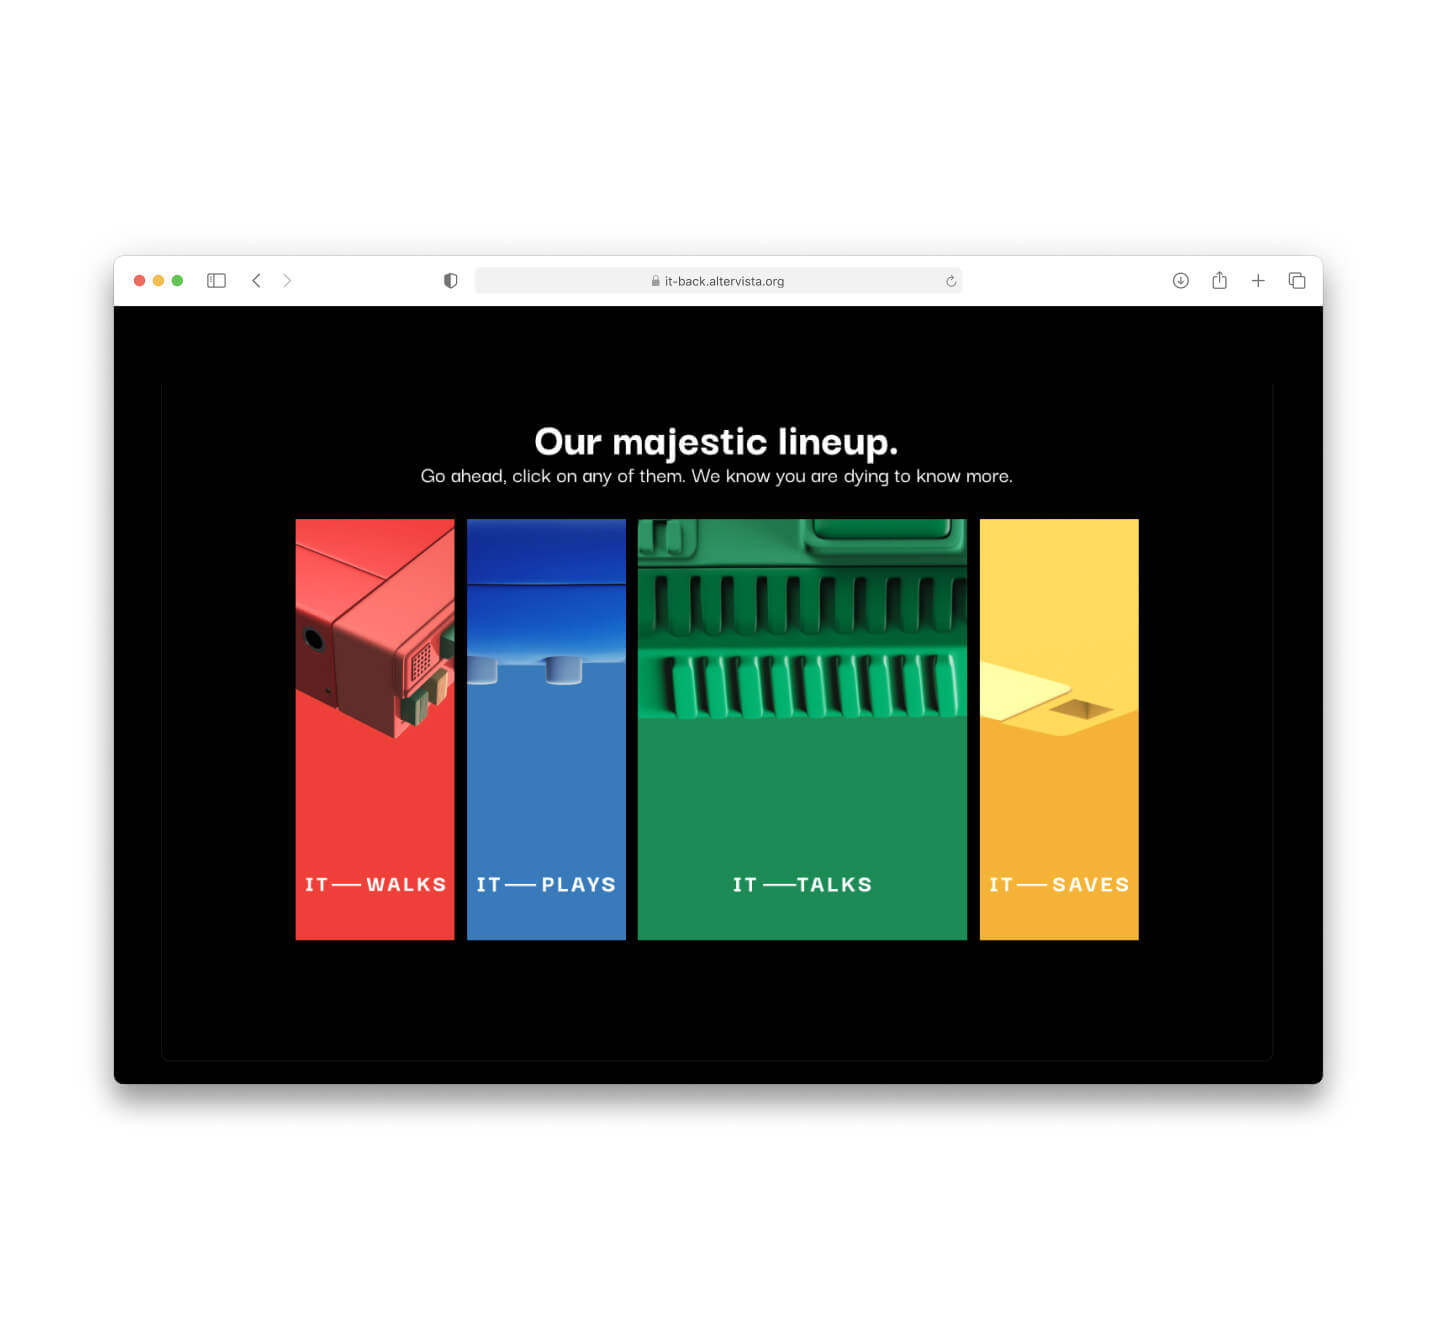 it-back.altervista.org
Our majestic lineup.
Go ahead, click on any of them. We know you are dying to know more.
IT — WALKS
IT — PLAYS
IT — TALKS
IT — SAVES